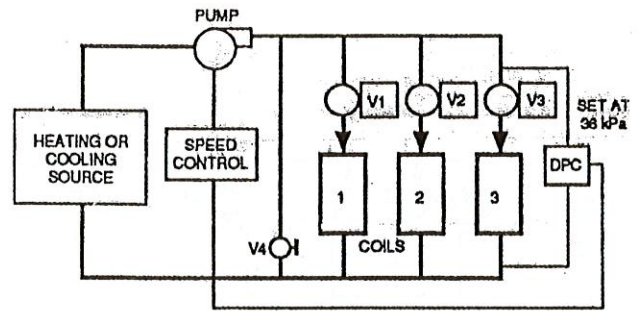 PUMP
HEATING OR
COOLING
SOURCE
SPEED
CONTROL
V1
V2
V3
SET AT
36 kPa
DPC
1
2
3
V4
COILS